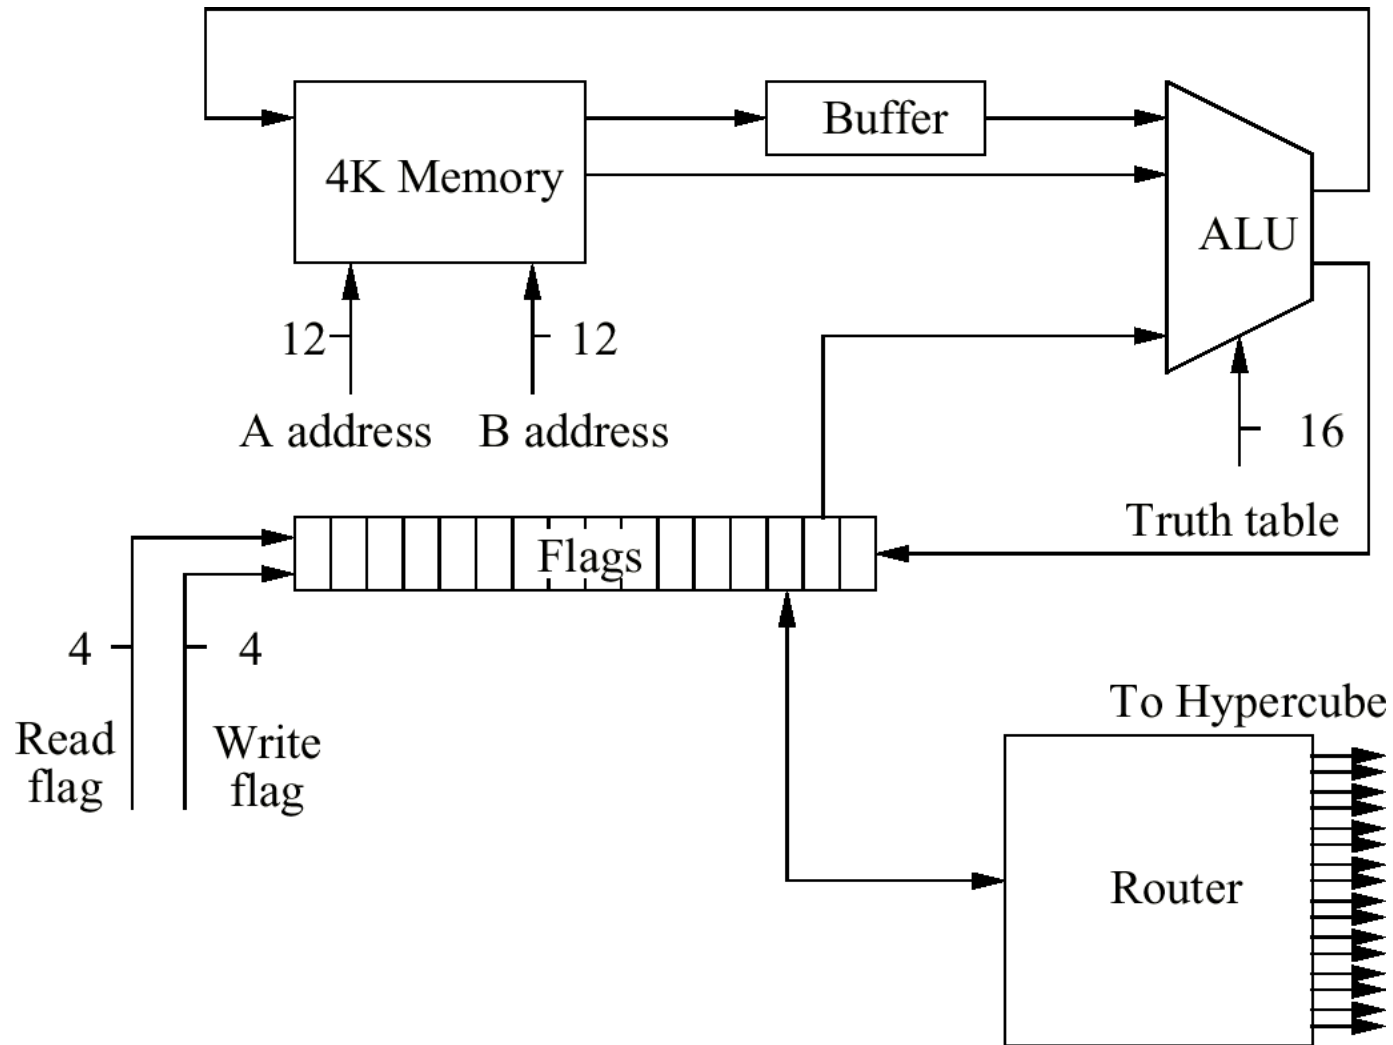 Buffer
4K Memory
ALU
12
12
A address
B address
16
Truth table
Flags
4
4
Read
flag
Write
flag
To Hypercube
Router